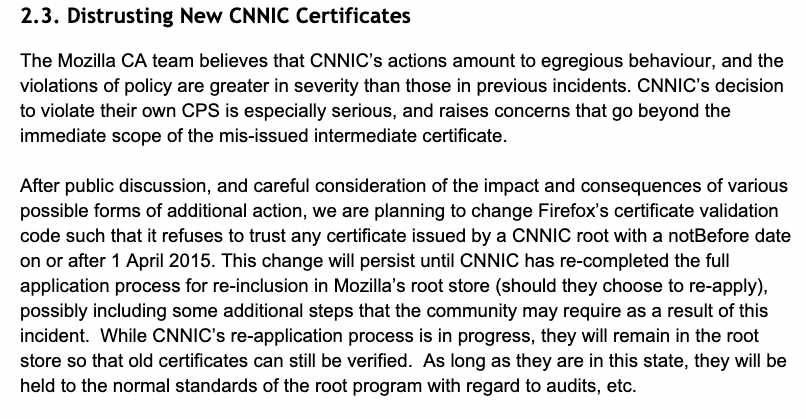 2.3. Distrusting New CNNIC Certificates
The Mozilla CA team believes that CNNIC's actions amount to egregious behaviour, and the
violations of policy are greater in severity than those in previous incidents. CNNIC's decision
to violate their own CPS is especially serious, and raises concerns that go beyond the
immediate scope of the mis-issued intermediate certificate.
After public discussion, and careful consideration of the impact and consequences of various
possible forms of additional action, we are planning to change Firefox's certificate validation
code such that it refuses to trust any certificate issued by a CNNIC root with a notBefore date
on or after 1 April 2015. This change will persist until CNNIC has re-completed the full
application process for re-inclusion in Mozilla's root store (should they choose to re-apply),
possibly including some additional steps that the community may require as a result of this
incident.  While CNNIC's re-application process is in progress, they will remain in the root
store so that old certificates can still be verified.  As long as they are in this state, they will be
held to the normal standards of the root program with regard to audits, etc.